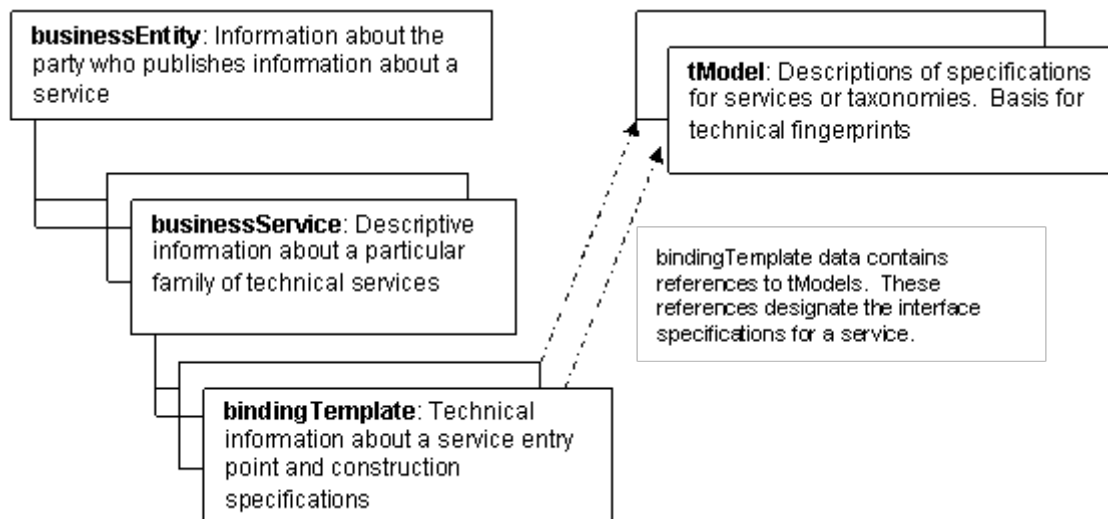 businessEntity: Information about the
party who publishes information about a
service
tModel: Descriptions of specifications
for services or taxonomies. Basis for
technical fingerprints
businessService: Descriptive
information about a particular
family of technical services
bindingTemplate data contains
references to tModels. These
references designate the interface
specifications for a service.
bindingTemplate: Technical
information about a service entry
point and construction
specifications